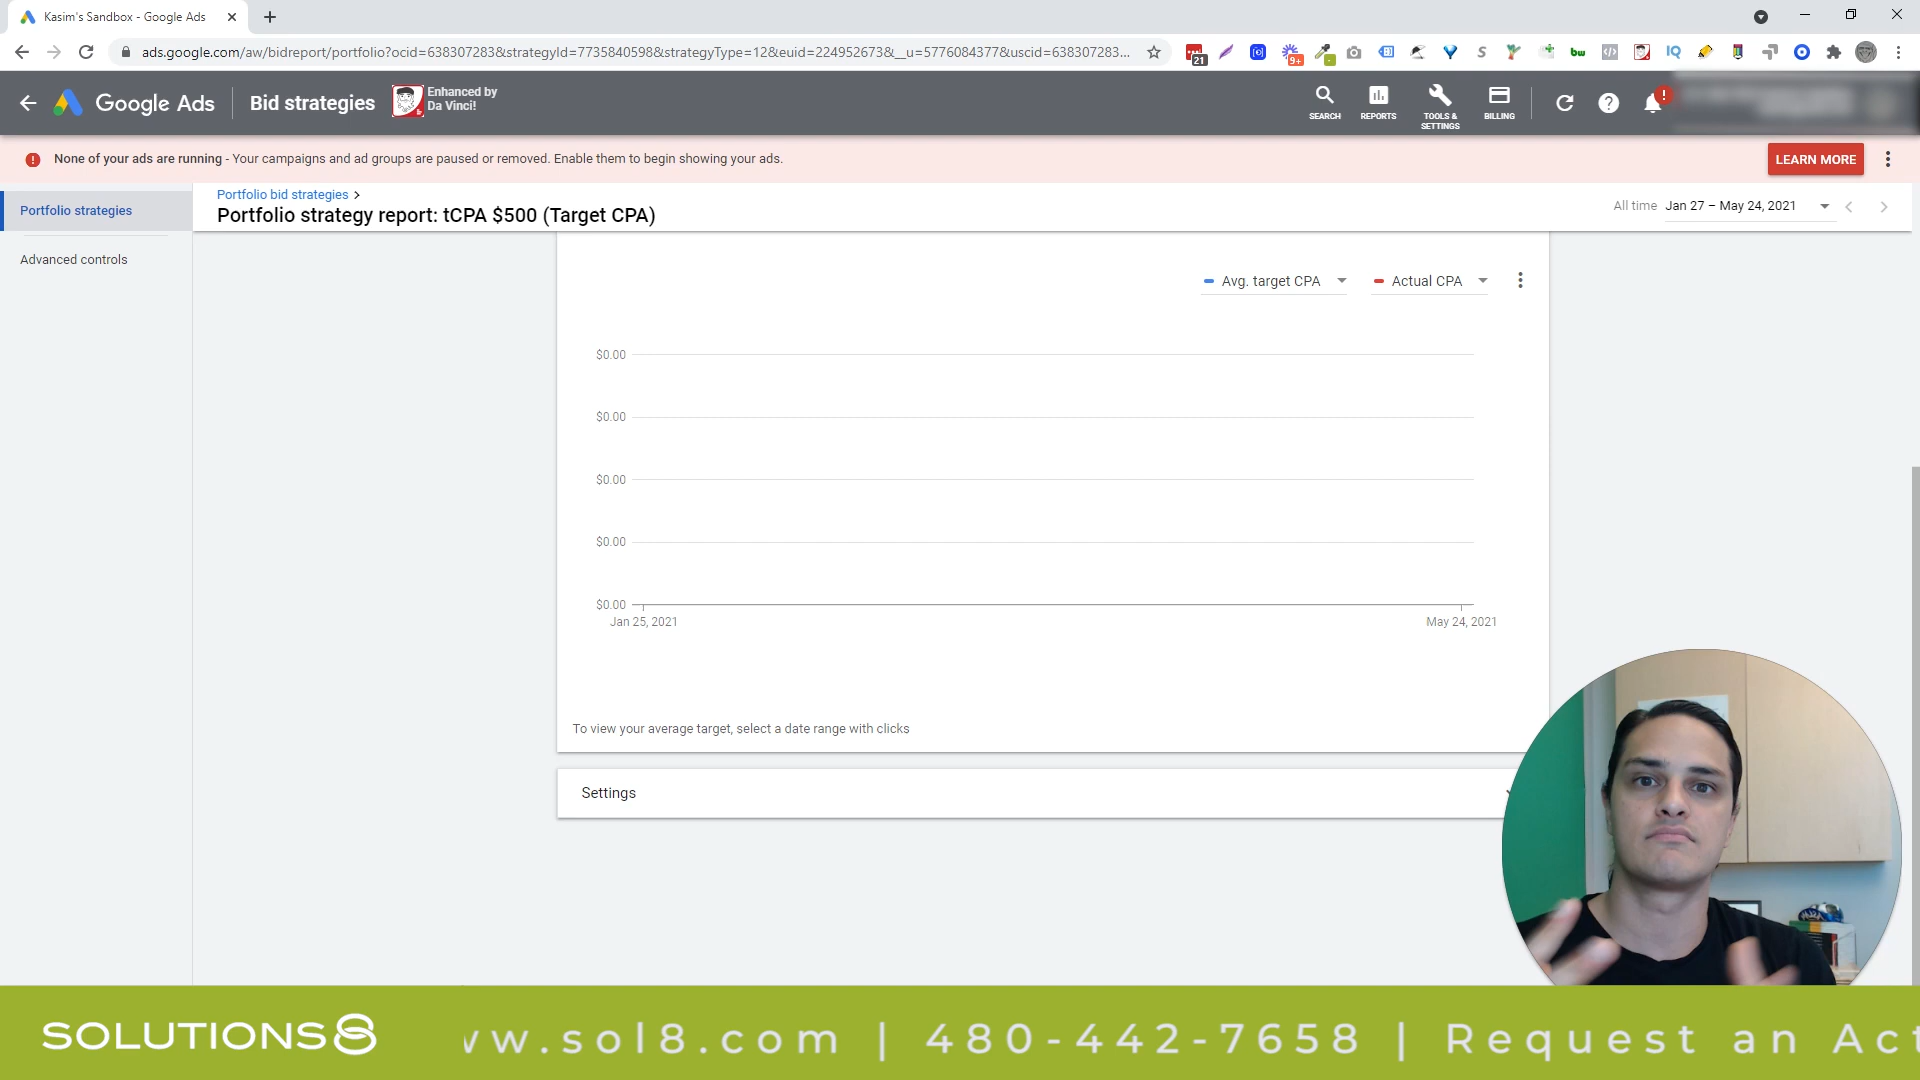 Kasim's Sandbox - Google Ads
ads.google.com/aw/bidreport/portfolio?ocid=638307283&strategyId=7735840598&strategyType=12&euid=224952673&__u=5776084377&uscid=638307283...
21
9+
bw
IQ
Google Ads
Bid strategies
Enhanced by
Da Vinci!
SEARCH
REPORTS
TOOLS &
SETTINGS
BILLING
None of your ads are running - Your campaigns and ad groups are paused or removed. Enable them to begin showing your ads.
LEARN MORE
Portfolio strategies
Advanced controls
Portfolio bid strategies >
Portfolio strategy report: tCPA $500 (Target CPA)
All time Jan 27 – May 24, 2021
Avg. target CPA
Actual CPA
$0.00
$0.00
$0.00
$0.00
$0.00
Jan 25, 2021
May 24, 2021
To view your average target, select a date range with clicks
Settings
SOLUTIONS8
ww.sol8.com | 480-442-7658 | Request an Act